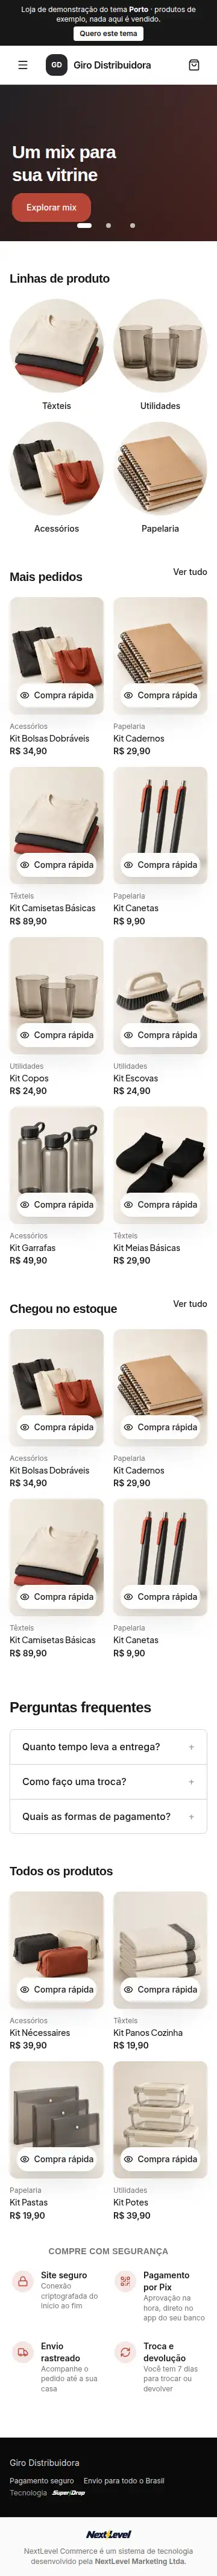 Loja de demonstração do tema Porto · produtos de
exemplo, nada aqui é vendido.
Quero este tema
GD
Giro Distribuidora
Um mix para
sua vitrine
Explorar mix
Linhas de produto
Têxteis
Utilidades
Acessórios
Papelaria
Mais pedidos
Ver tudo
Compra rápida
Compra rápida
Acessórios
Papelaria
Kit Bolsas Dobráveis
Kit Cadernos
R$ 34,90
R$ 29,90
Compra rápida
Compra rápida
Têxteis
Papelaria
Kit Camisetas Básicas
Kit Canetas
R$ 89,90
R$ 9,90
Compra rápida
Compra rápida
Utilidades
Utilidades
Kit Copos
Kit Escovas
R$ 24,90
R$ 24,90
Compra rápida
Compra rápida
Acessórios
Têxteis
Kit Garrafas
Kit Meias Básicas
R$ 49,90
R$ 29,90
Chegou no estoque
Ver tudo
Compra rápida
Compra rápida
Acessórios
Papelaria
Kit Bolsas Dobráveis
Kit Cadernos
R$ 34,90
R$ 29,90
Compra rápida
Compra rápida
Têxteis
Papelaria
Kit Camisetas Básicas
Kit Canetas
R$ 89,90
R$ 9,90
Perguntas frequentes
Quanto tempo leva a entrega? +
Como faço uma troca? +
Quais as formas de pagamento? +
Todos os produtos
Compra rápida
Compra rápida
Acessórios
Têxteis
Kit Nécessaires
Kit Panos Cozinha
R$ 39,90
R$ 19,90
Compra rápida
Compra rápida
Papelaria
Utilidades
Kit Pastas
Kit Potes
R$ 19,90
R$ 39,90
COMPRE COM SEGURANÇA
Site seguro
Conexão
criptografada do
início ao fim
Pagamento
por Pix
Aprovação na
hora, direto no
app do seu banco
Envio
rastreado
Acompanhe o
pedido até a sua
casa
Troca e
devolução
Você tem 7 dias
para trocar ou
devolver
Giro Distribuidora
Pagamento seguro
Envio para todo o Brasil
Tecnologia SuperDrop
NextLevel
NextLevel Commerce é um sistema de tecnologia
desenvolvido pela NextLevel Marketing Ltda.